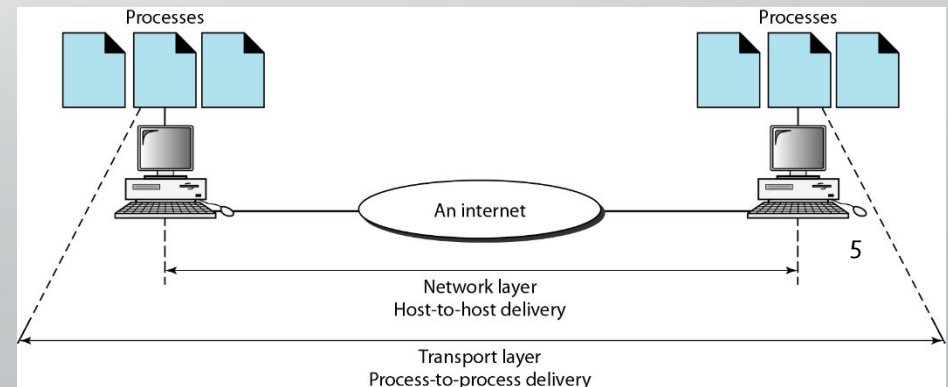 Processes
Processes
An internet
5
Network layer
Host-to-host delivery
Transport layer
Process-to-process delivery